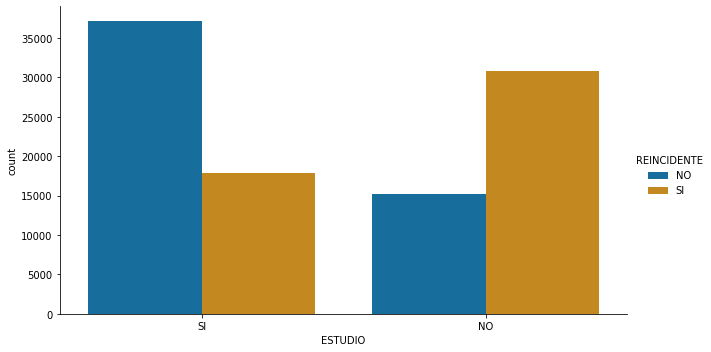 35000
30000
25000
20000
15000
10000
5000
0
count
SI
NO
ESTUDIO
REINCIDENTE
NO
SI